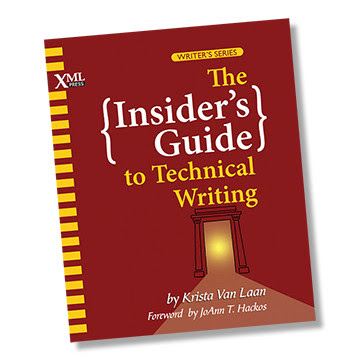 XML
PRESS
WRITER'S SERIES
The
{Insider's}
Guide
to Technical
Writing
by Krista Van Laan
Foreword by JoAnn T. Hackos